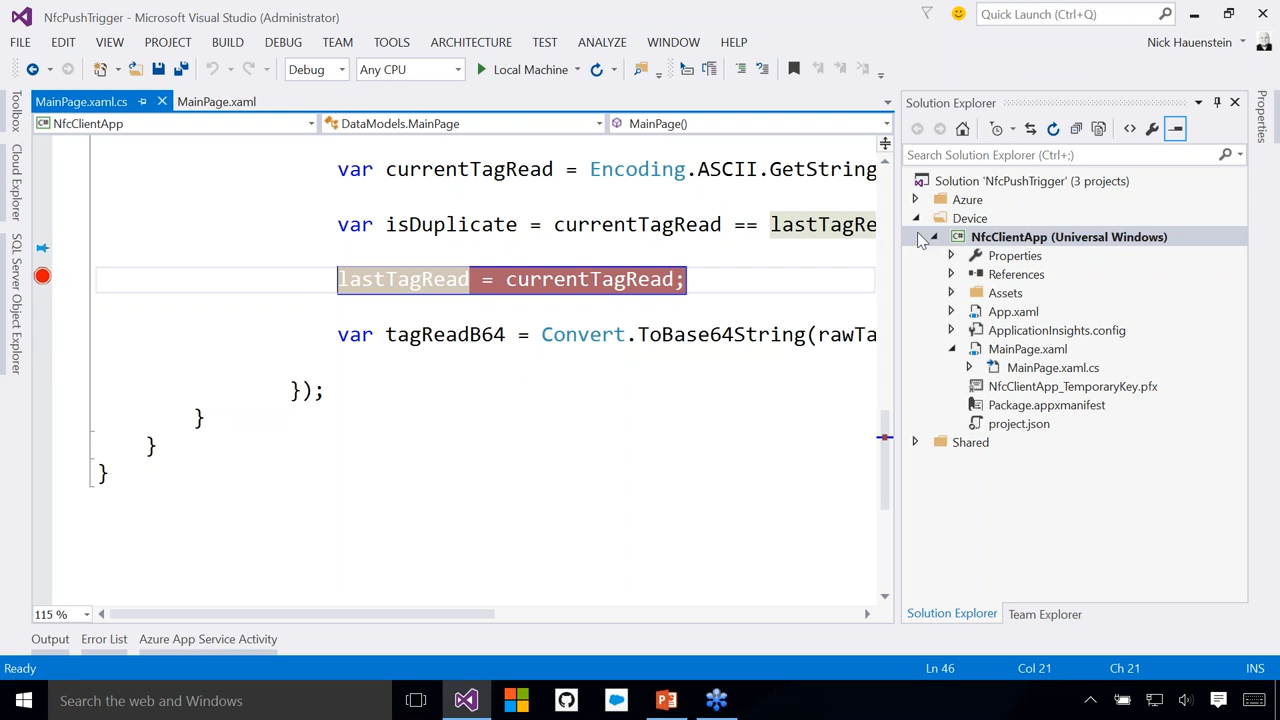 NfcPushTrigger - Microsoft Visual Studio (Administrator)
Quick Launch (Ctrl+Q)
FILE EDIT VIEW PROJECT BUILD DEBUG TEAM TOOLS ARCHITECTURE TEST ANALYZE WINDOW HELP
Nick Hauenstein
Debug Any CPU Local Machine
MainPage.xaml.cs MainPage.xaml
NfcClientApp DataModels.MainPage MainPage()
Toolbox
Cloud Explorer
SQL Server Object Explorer
var currentTagRead = Encoding.ASCII.GetString
var isDuplicate = currentTagRead == lastTagRe
lastTagRead = currentTagRead;
var tagReadB64 = Convert.ToBase64String(rawTa
});
}
}
}
115 %
Solution Explorer
Search Solution Explorer (Ctrl+;)
Solution 'NfcPushTrigger' (3 projects)
Azure
Device
C# NfcClientApp (Universal Windows)
Properties
References
Assets
App.xaml
ApplicationInsights.config
MainPage.xaml
MainPage.xaml.cs
NfcClientApp_TemporaryKey.pfx
Package.appxmanifest
project.json
Shared
Solution Explorer Team Explorer
Properties
Output Error List Azure App Service Activity
Ready Ln 46 Col 21 Ch 21 INS
Search the web and Windows